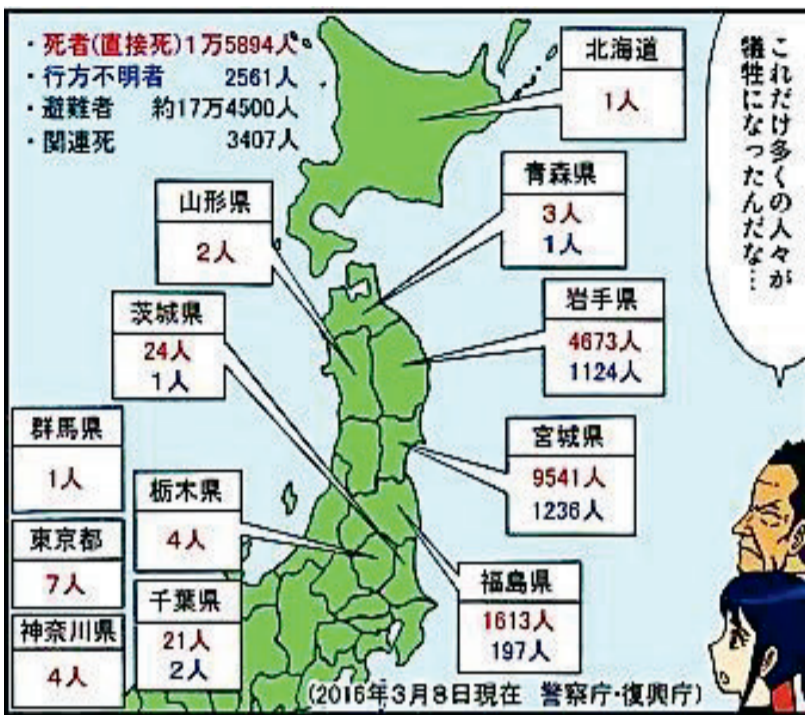 ・死者(直接死)1万5894人
・行方不明者 2561人
・避難者 約17万4500人
・関連死 3407人
北海道
1人
青森県
3人
1人
山形県
2人
岩手県
4673人
1124人
茨城県
24人
1人
宮城県
9541人
1236人
群馬県
1人
栃木県
4人
東京都
7人
千葉県
21人
2人
神奈川県
4人
福島県
1613人
197人
(2016年3月8日現在 警察庁・復興庁)
これだけ多くの人々が
犠牲になったんだな…